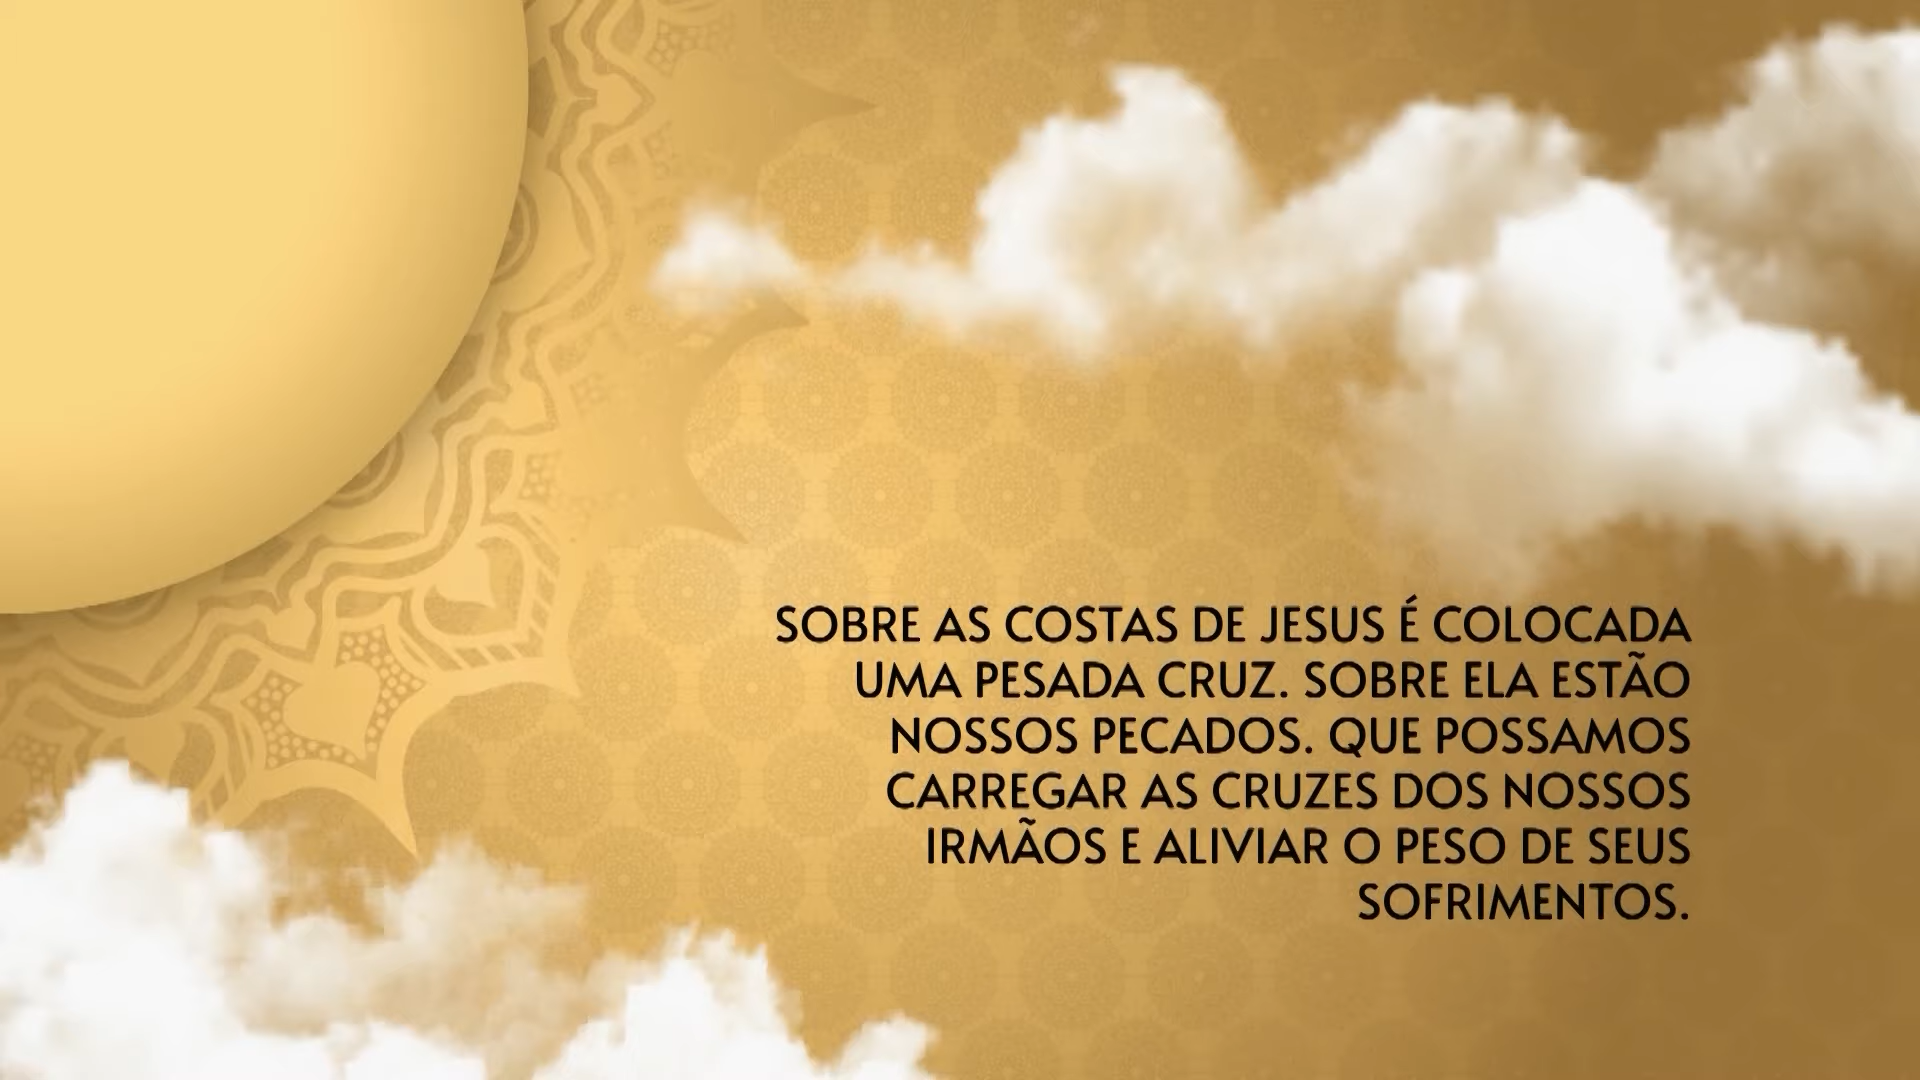 SOBRE AS COSTAS DE JESUS É COLOCADA
UMA PESADA CRUZ. SOBRE ELA ESTÃO
NOSSOS PECADOS. QUE POSSAMOS
CARREGAR AS CRUZES DOS NOSSOS
IRMÃOS E ALIVIAR O PESO DE SEUS
SOFRIMENTOS.